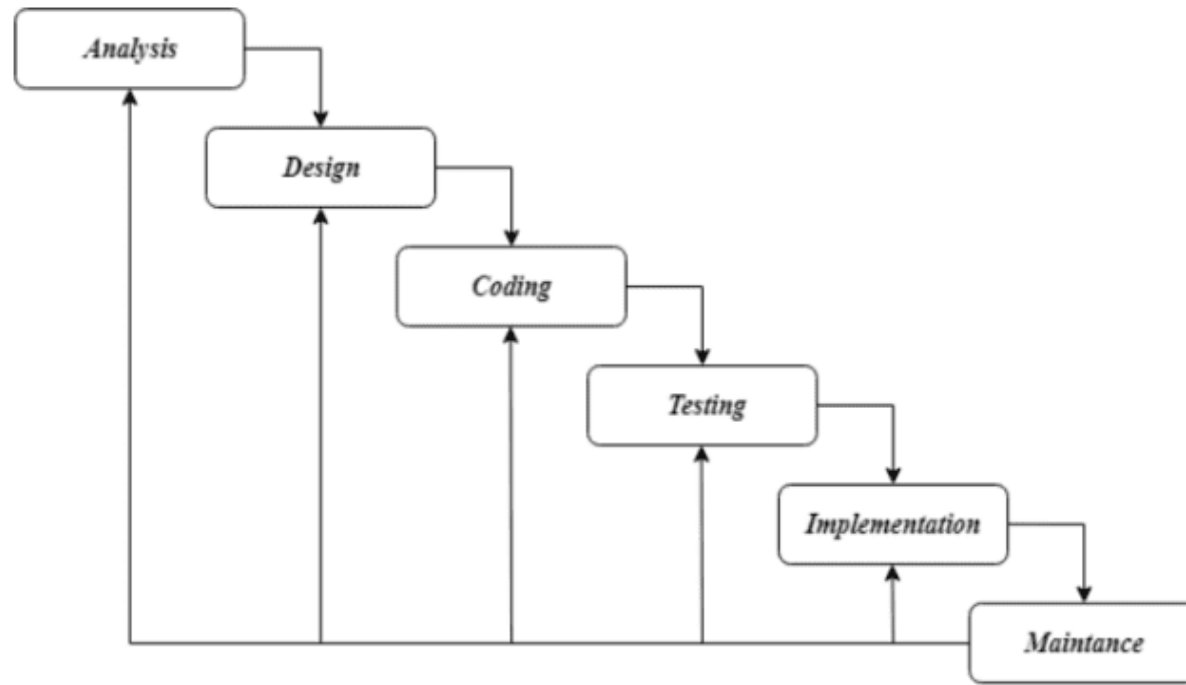 Analysis
Design
Coding
Testing
Implementation
Maintance